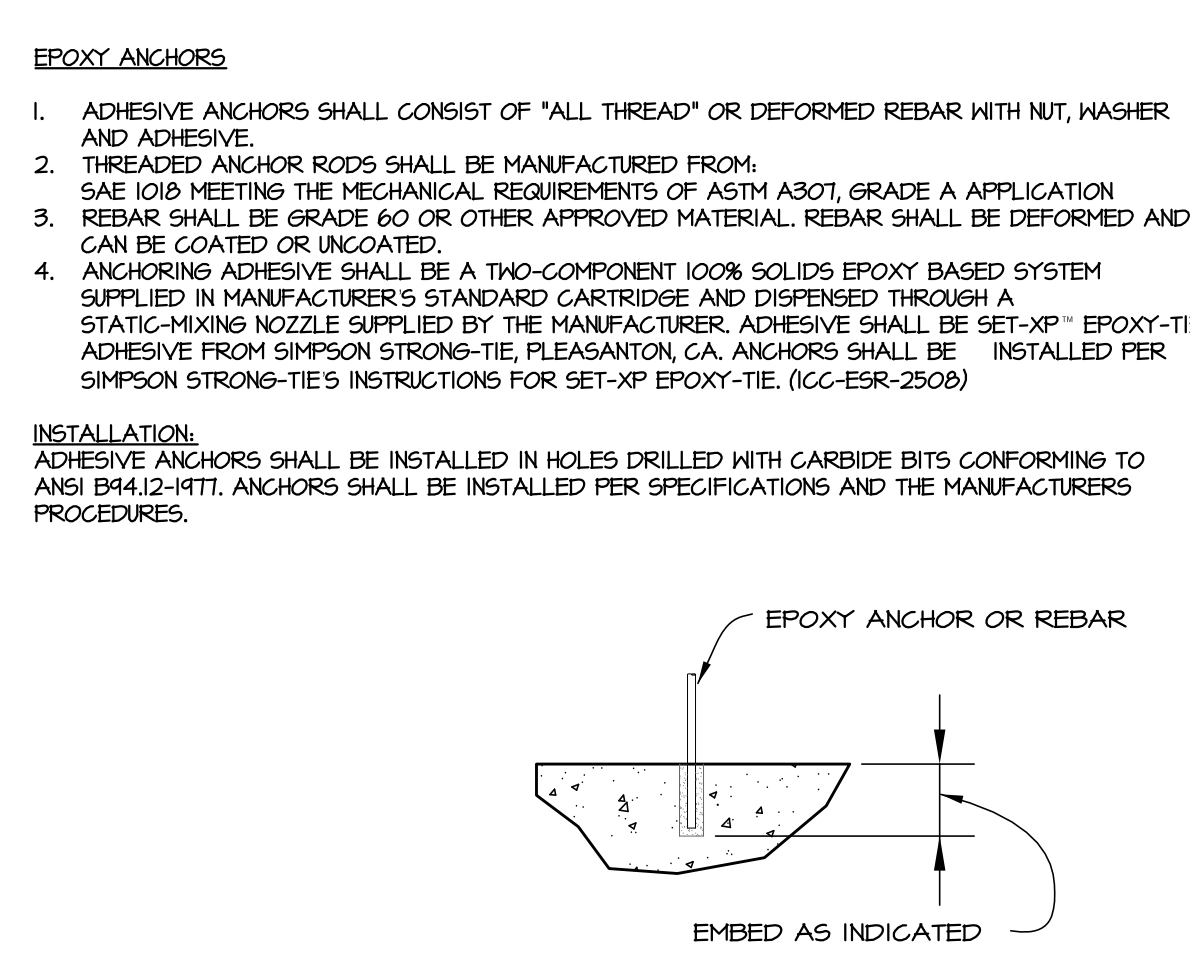 EPOXY ANCHORS
1. ADHESIVE ANCHORS SHALL CONSIST OF "ALL THREAD" OR DEFORMED REBAR WITH NUT, WASHER
AND ADHESIVE.
2. THREADED ANCHOR RODS SHALL BE MANUFACTURED FROM:
SAE 1018 MEETING THE MECHANICAL REQUIREMENTS OF ASTM A307, GRADE A APPLICATION
3. REBAR SHALL BE GRADE 60 OR OTHER APPROVED MATERIAL. REBAR SHALL BE DEFORMED AND
CAN BE COATED OR UNCOATED.
4. ANCHORING ADHESIVE SHALL BE A TWO-COMPONENT 100% SOLIDS EPOXY BASED SYSTEM
SUPPLIED IN MANUFACTURER'S STANDARD CARTRIDGE AND DISPENSED THROUGH A
STATIC-MIXING NOZZLE SUPPLIED BY THE MANUFACTURER. ADHESIVE SHALL BE SET-XP™ EPOXY-TI
ADHESIVE FROM SIMPSON STRONG-TIE, PLEASANTON, CA. ANCHORS SHALL BE INSTALLED PER
SIMPSON STRONG-TIE'S INSTRUCTIONS FOR SET-XP EPOXY-TIE. (ICC-ESR-2508)
INSTALLATION:
ADHESIVE ANCHORS SHALL BE INSTALLED IN HOLES DRILLED WITH CARBIDE BITS CONFORMING TO
ANSI B94.12-1977. ANCHORS SHALL BE INSTALLED PER SPECIFICATIONS AND THE MANUFACTURERS
PROCEDURES.
EPOXY ANCHOR OR REBAR
EMBED AS INDICATED